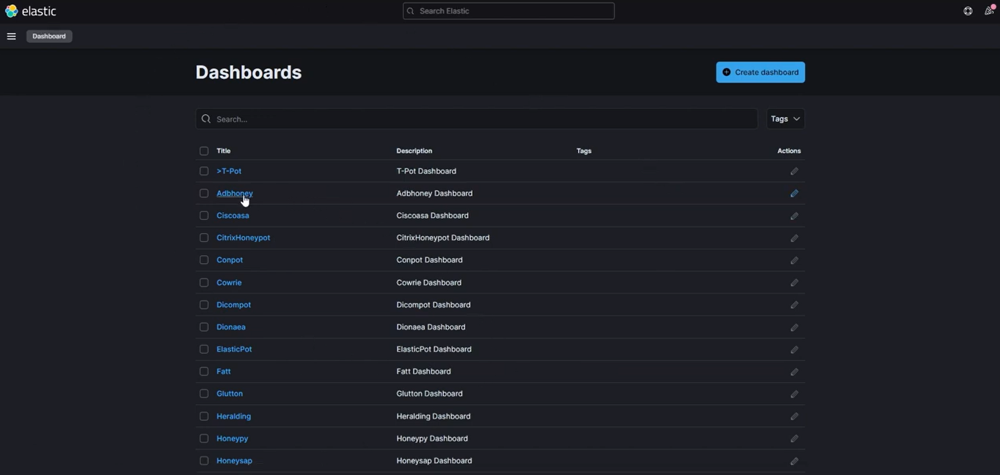 elastic
Search Elastic
Dashboard
Dashboards
Create dashboard
Search...
Tags
Title Description Tags Actions
>T-Pot T-Pot Dashboard
Adbhoney Adbhoney Dashboard
Ciscoasa Ciscoasa Dashboard
CitrixHoneypot CitrixHoneypot Dashboard
Conpot Conpot Dashboard
Cowrie Cowrie Dashboard
Dicompot Dicompot Dashboard
Dionaea Dionaea Dashboard
ElasticPot ElasticPot Dashboard
Fatt Fatt Dashboard
Glutton Glutton Dashboard
Heralding Heralding Dashboard
Honeypy Honeypy Dashboard
Honeysap Honeysap Dashboard